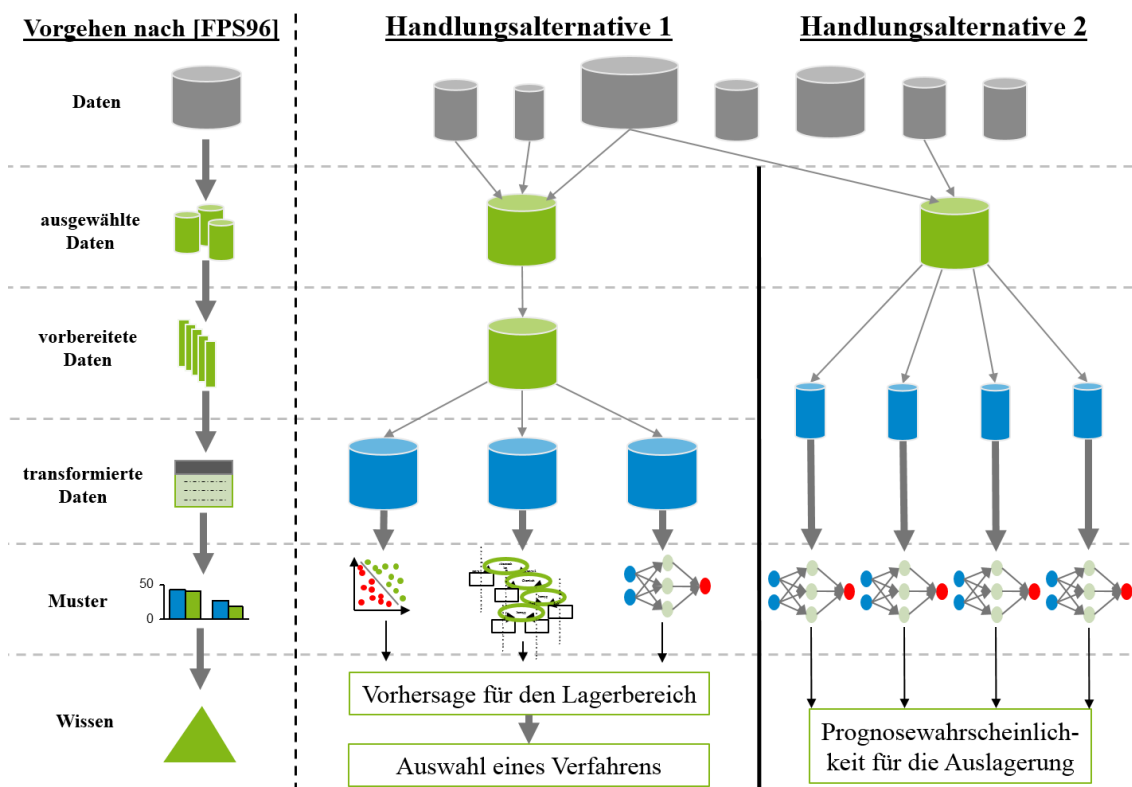 Vorgehen nach [FPS96]
Handlungsalternative 1
Handlungsalternative 2
Daten
ausgewählte
Daten
vorbereitete
Daten
transformierte
Daten
Muster
50
0
Wissen
Vorhersage für den Lagerbereich
Auswahl eines Verfahrens
Prognosewahrscheinlich-
keit für die Auslagerung